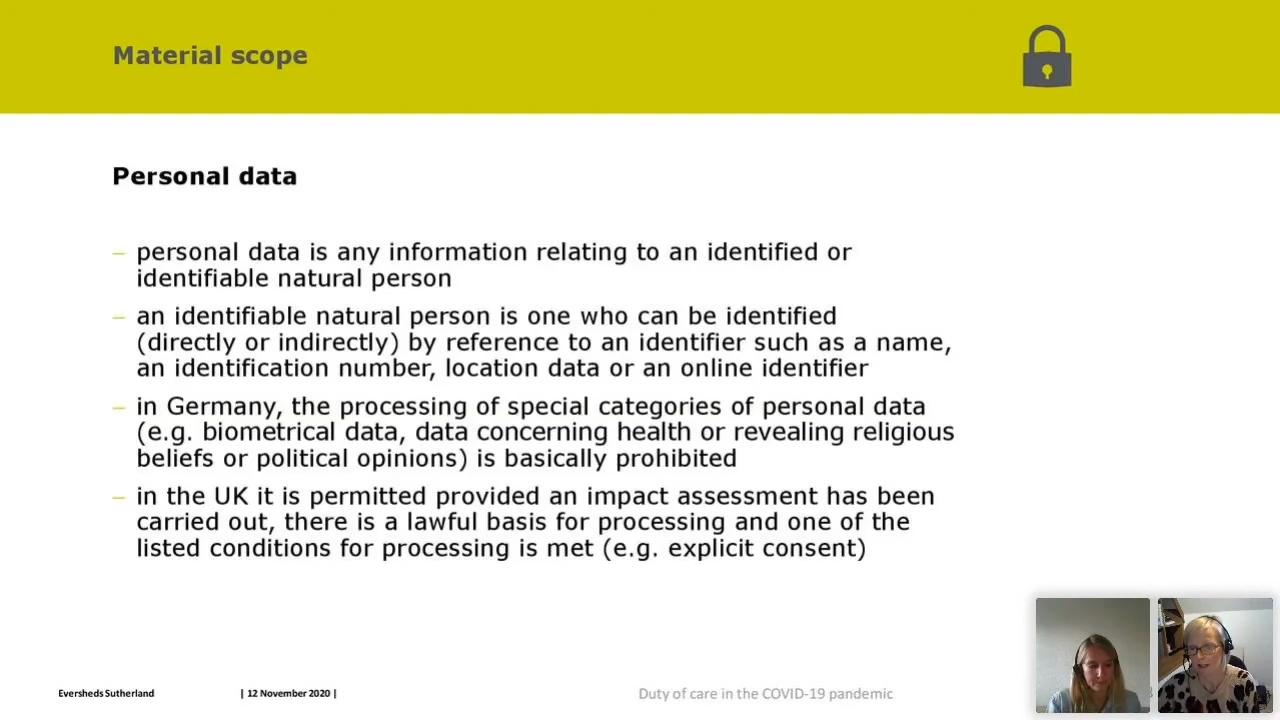 Material scope
Personal data
– personal data is any information relating to an identified or
identifiable natural person
– an identifiable natural person is one who can be identified
(directly or indirectly) by reference to an identifier such as a name,
an identification number, location data or an online identifier
– in Germany, the processing of special categories of personal data
(e.g. biometrical data, data concerning health or revealing religious
beliefs or political opinions) is basically prohibited
– in the UK it is permitted provided an impact assessment has been
carried out, there is a lawful basis for processing and one of the
listed conditions for processing is met (e.g. explicit consent)
Eversheds Sutherland | 12 November 2020 | Duty of care in the COVID-19 pandemic